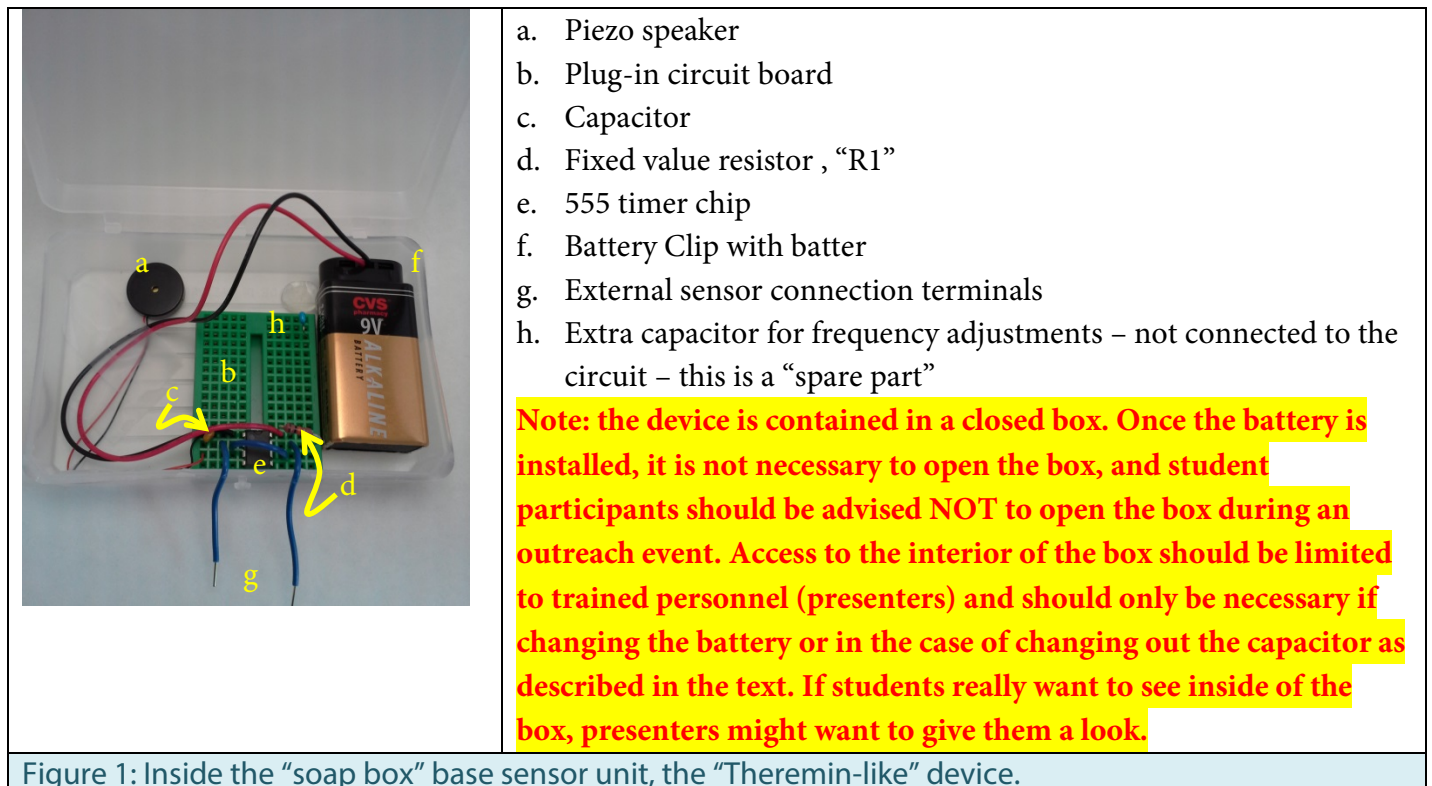 a
f
CVS
pharmacy
9V
ALKALINE
BATTERY
h
b
c
e
d
g
a. Piezo speaker
b. Plug-in circuit board
c. Capacitor
d. Fixed value resistor , “R1”
e. 555 timer chip
f. Battery Clip with batter
g. External sensor connection terminals
h. Extra capacitor for frequency adjustments – not connected to the
circuit – this is a “spare part”
Note: the device is contained in a closed box. Once the battery is
installed, it is not necessary to open the box, and student
participants should be advised NOT to open the box during an
outreach event. Access to the interior of the box should be limited
to trained personnel (presenters) and should only be necessary if
changing the battery or in the case of changing out the capacitor as
described in the text. If students really want to see inside of the
box, presenters might want to give them a look.
Figure 1: Inside the “soap box” base sensor unit, the “Theremin-like” device.